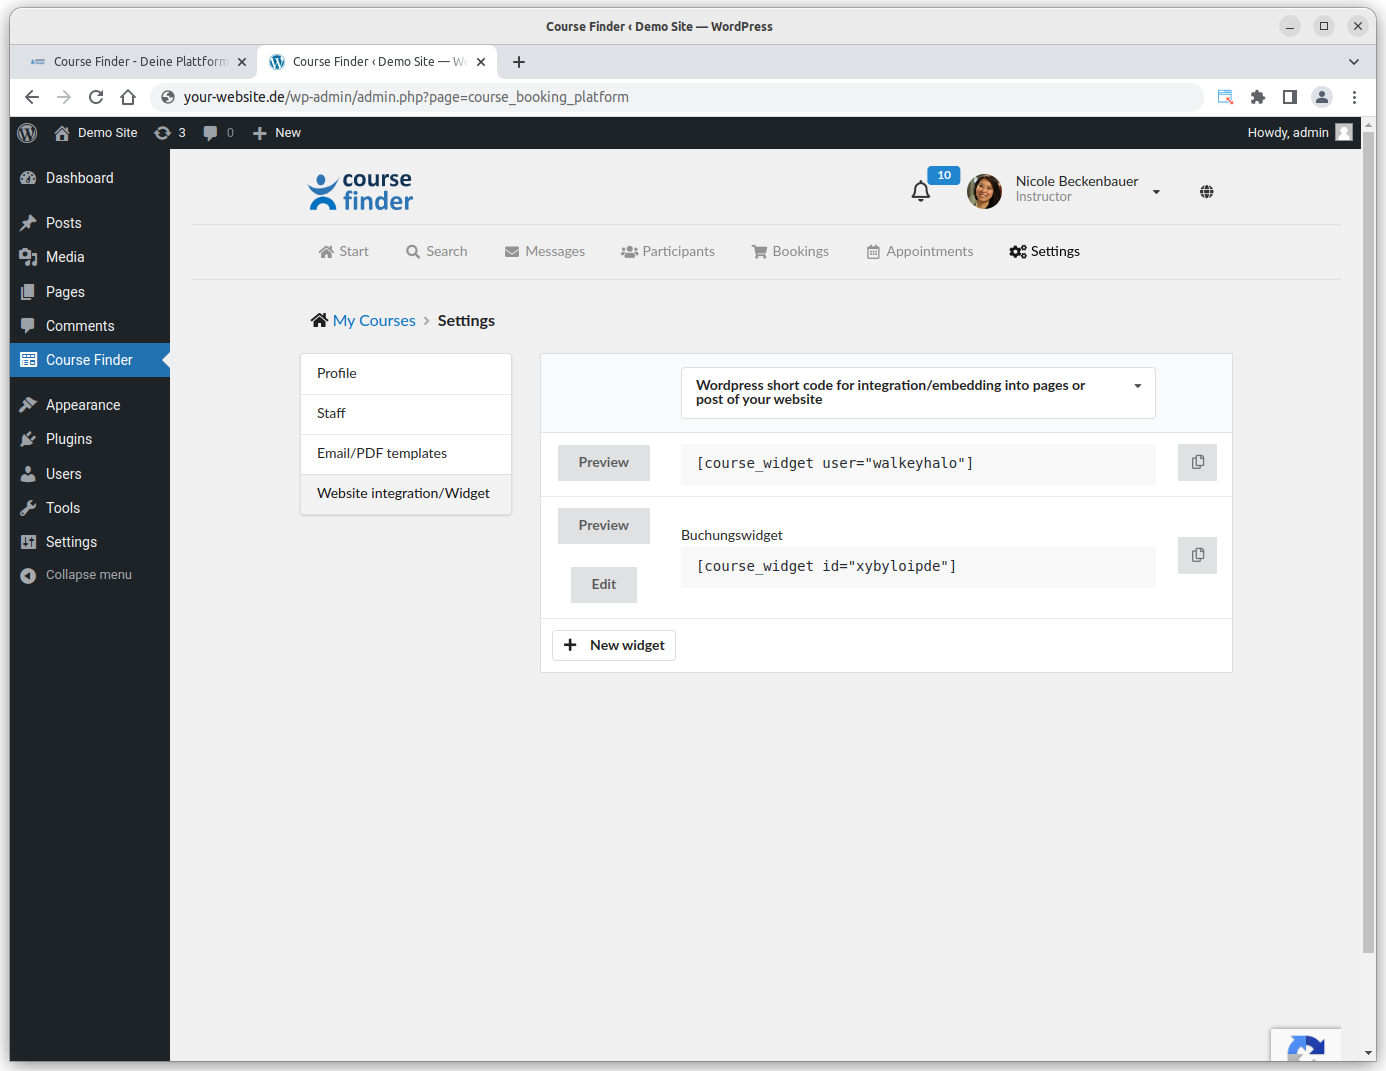 Course Finder ‹ Demo Site — WordPress
Course Finder - Deine Plattform
Course Finder ‹ Demo Site — W
your-website.de/wp-admin/admin.php?page=course_booking_platform
Demo Site
3
0
New
Howdy, admin
Dashboard
Posts
Media
Pages
Comments
Course Finder
Appearance
Plugins
Users
Tools
Settings
Collapse menu
course
finder
10
Nicole Beckenbauer
Instructor
Start
Search
Messages
Participants
Bookings
Appointments
Settings
My Courses
Settings
Profile
Staff
Email/PDF templates
Website integration/Widget
Wordpress short code for integration/embedding into pages or
post of your website
Preview
[course_widget user="walkeyhalo"]
Preview
Buchungswidget
[course_widget id="xybyloipde"]
Edit
New widget